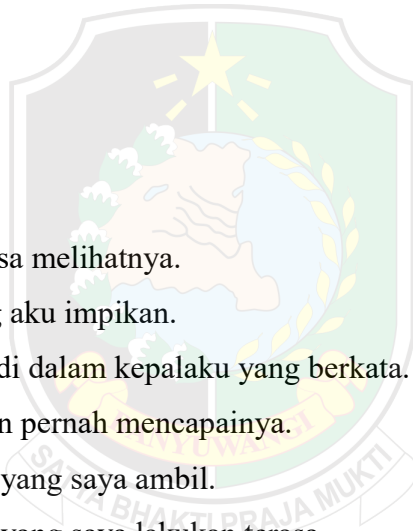 sa melihatnya.
g aku impikan.
di dalam kepalaku yang berkata.
n pernah mencapainya.
BANYUWANGI
yang saya ambil.
SATYA BHAKTI PRAJA MUKTI
yang saya lakukan terasa